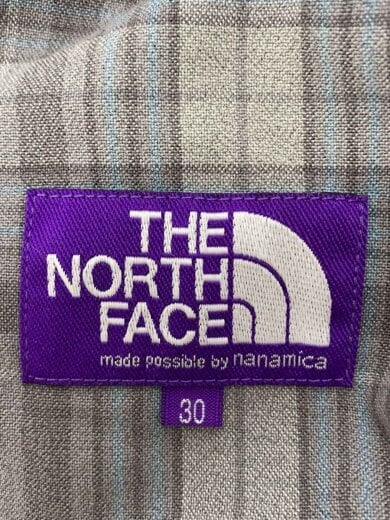 THE
NORTH
FACE
made possible by nanamica
30